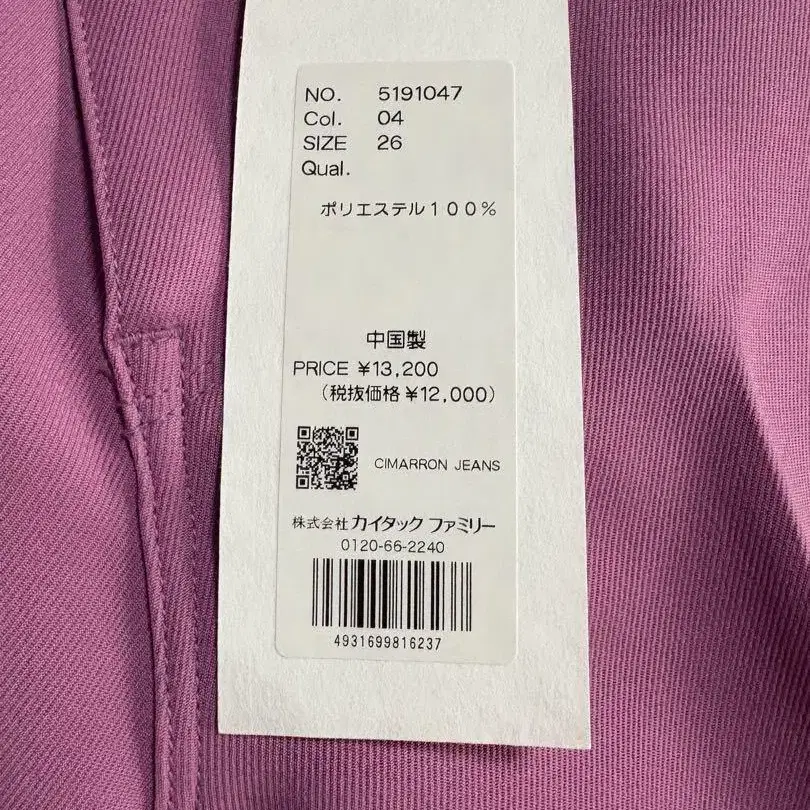 NO. 5191047
Col. 04
SIZE 26
Qual.
ポリエステル１００％
中国製
PRICE ¥13,200
（税抜価格 ¥12,000）
CIMARRON JEANS
株式会社 カイタック ファミリー
0120-66-2240
4931699816237